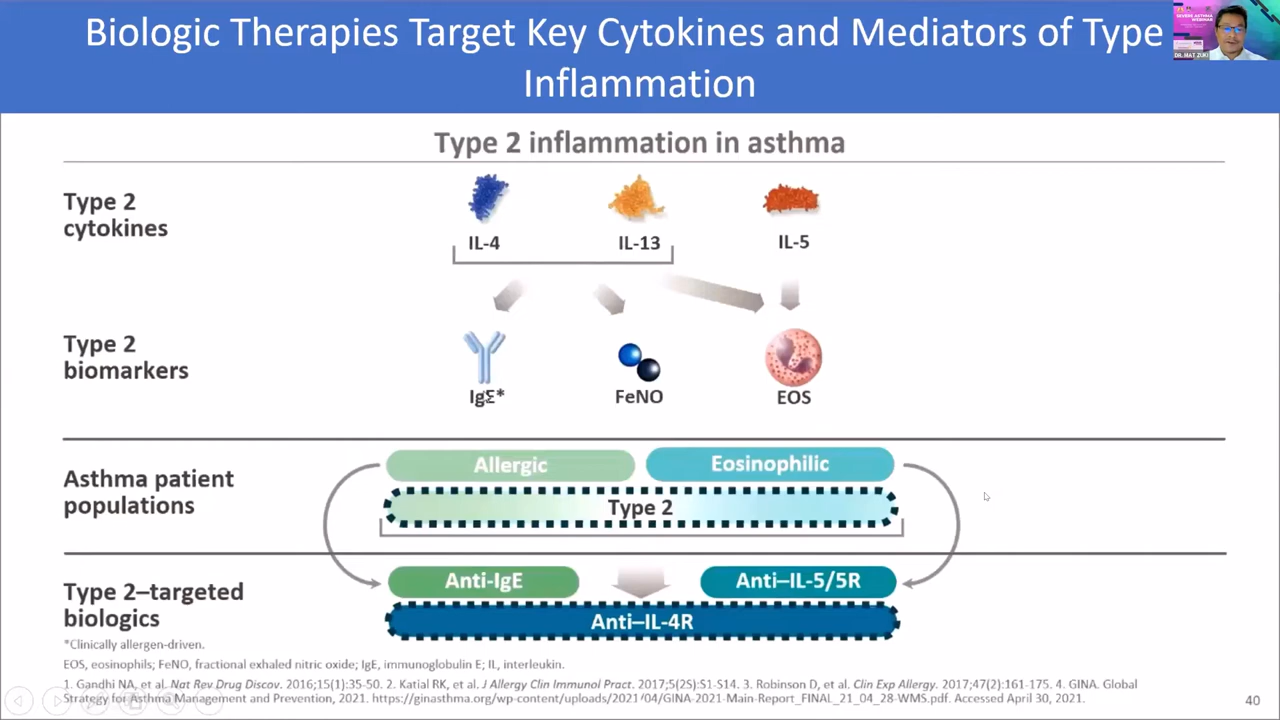 Biologic Therapies Target Key Cytokines and Mediators of Type
Inflammation
SEVERE ASTHMA
WEBINAR
DR. MAT ZUKI
Type 2 inflammation in asthma
Type 2
cytokines
IL-4
IL-13
IL-5
Type 2
biomarkers
IgE*
FeNO
EOS
Asthma patient
populations
Allergic
Eosinophilic
Type 2
Type 2–targeted
biologics
Anti-IgE
Anti–IL-5/5R
Anti–IL-4R
*Clinically allergen-driven.
EOS, eosinophils; FeNO, fractional exhaled nitric oxide; IgE, immunoglobulin E; IL, interleukin.
1. Gandhi NA, et al. Nat Rev Drug Discov. 2016;15(1):35-50. 2. Katial RK, et al. J Allergy Clin Immunol Pract. 2017;5(2S):S1-S14. 3. Robinson D, et al. Clin Exp Allergy. 2017;47(2):161-175. 4. GINA. Global
Strategy for Asthma Management and Prevention, 2021. https://ginasthma.org/wp-content/uploads/2021/04/GINA-2021-Main-Report_FINAL_21_04_28-WMS.pdf. Accessed April 30, 2021.
40